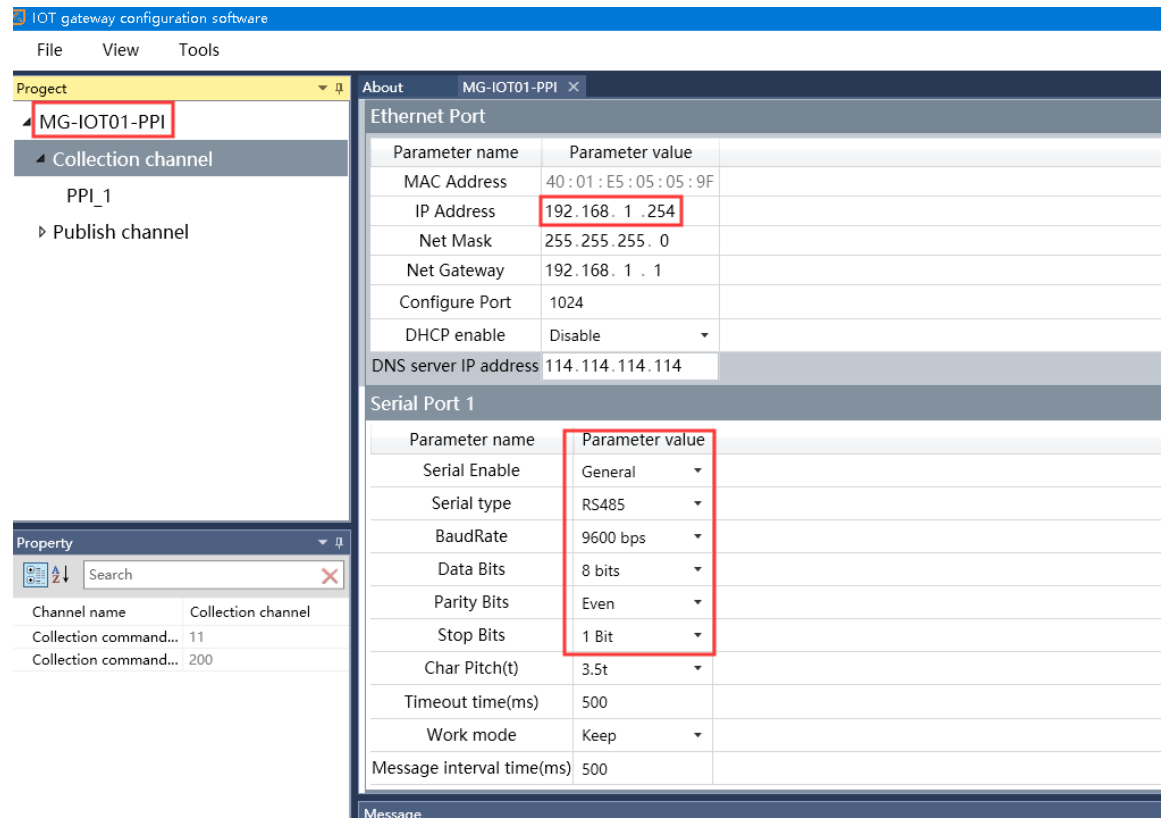 IOT gateway configuration software
File View Tools
Progect
MG-IOT01-PPI
Collection channel
PPI_1
Publish channel
Property
Search
Channel name Collection channel
Collection command... 11
Collection command... 200
About MG-IOT01-PPI
Ethernet Port
Parameter name Parameter value
MAC Address 40:01:E5:05:05:9F
IP Address 192.168. 1 .254
Net Mask 255.255.255. 0
Net Gateway 192.168. 1 . 1
Configure Port 1024
DHCP enable Disable
DNS server IP address 114.114.114.114
Serial Port 1
Parameter name Parameter value
Serial Enable General
Serial type RS485
BaudRate 9600 bps
Data Bits 8 bits
Parity Bits Even
Stop Bits 1 Bit
Char Pitch(t) 3.5t
Timeout time(ms) 500
Work mode Keep
Message interval time(ms) 500
Message